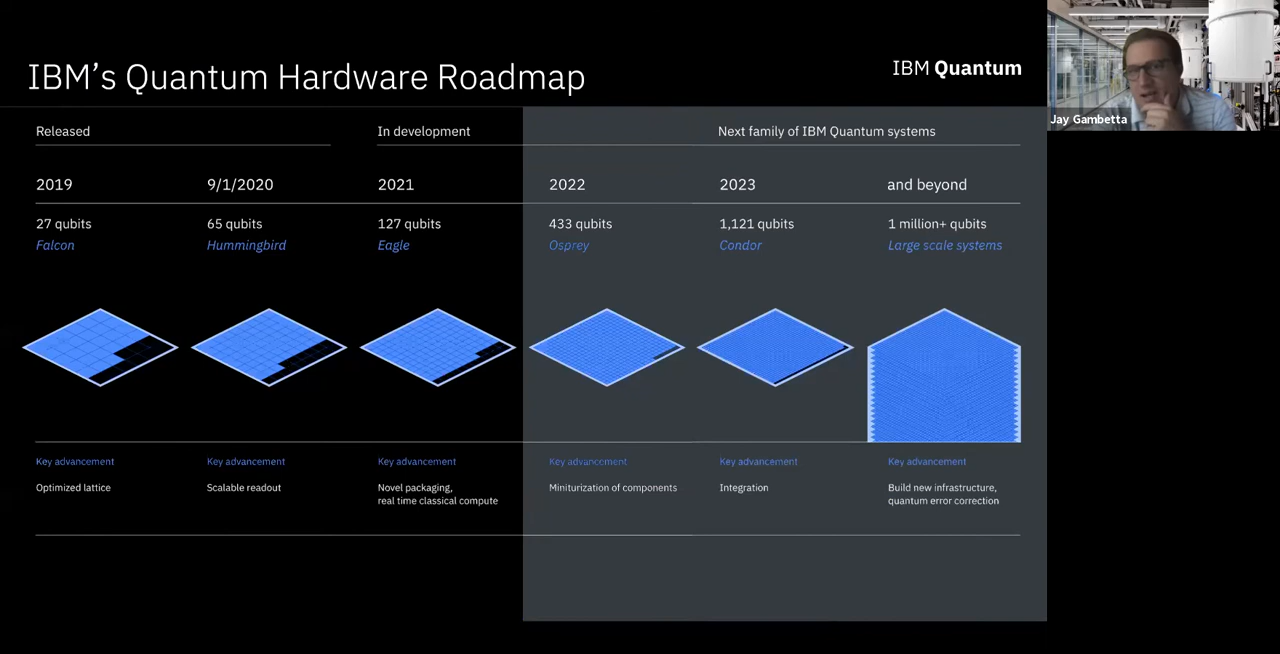 IBM's Quantum Hardware Roadmap
IBM Quantum
Jay Gambetta
Released
In development
Next family of IBM Quantum systems
2019
9/1/2020
2021
2022
2023
and beyond
27 qubits
65 qubits
127 qubits
433 qubits
1,121 qubits
1 million+ qubits
Falcon
Hummingbird
Eagle
Osprey
Condor
Large scale systems
Key advancement
Key advancement
Key advancement
Key advancement
Key advancement
Key advancement
Optimized lattice
Scalable readout
Novel packaging,
real time classical compute
Miniturization of components
Integration
Build new infrastructure,
quantum error correction